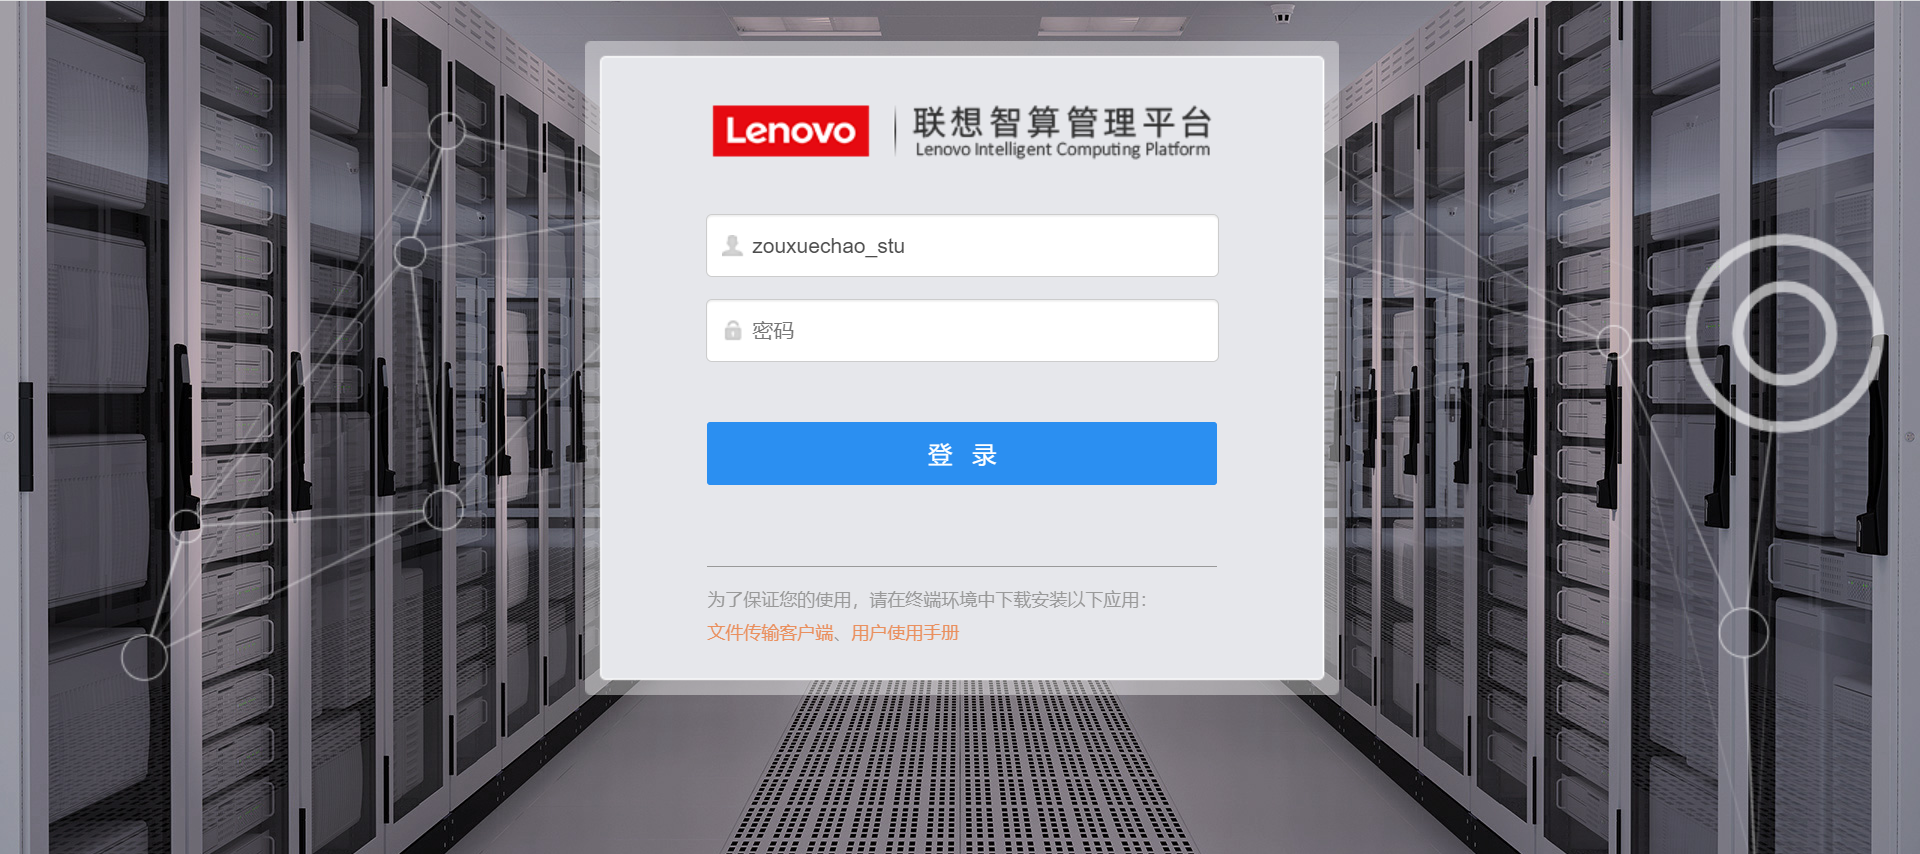 Lenovo
联想智算管理平台
Lenovo Intelligent Computing Platform
zouxuechao_stu
密码
登 录
为了保证您的使用，请在终端环境中下载安装以下应用：
文件传输客户端、用户使用手册